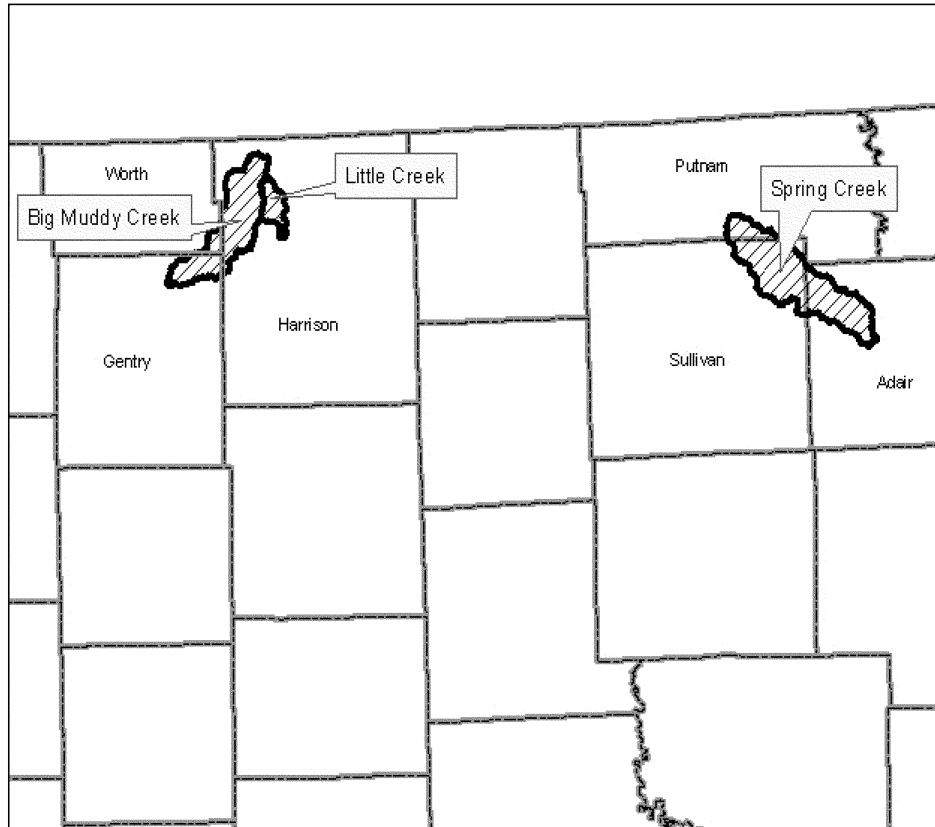 Worth
Little Creek
Putnam
Spring Creek
Big Muddy Creek
Harrison
Gentry
Sullivan
Adair